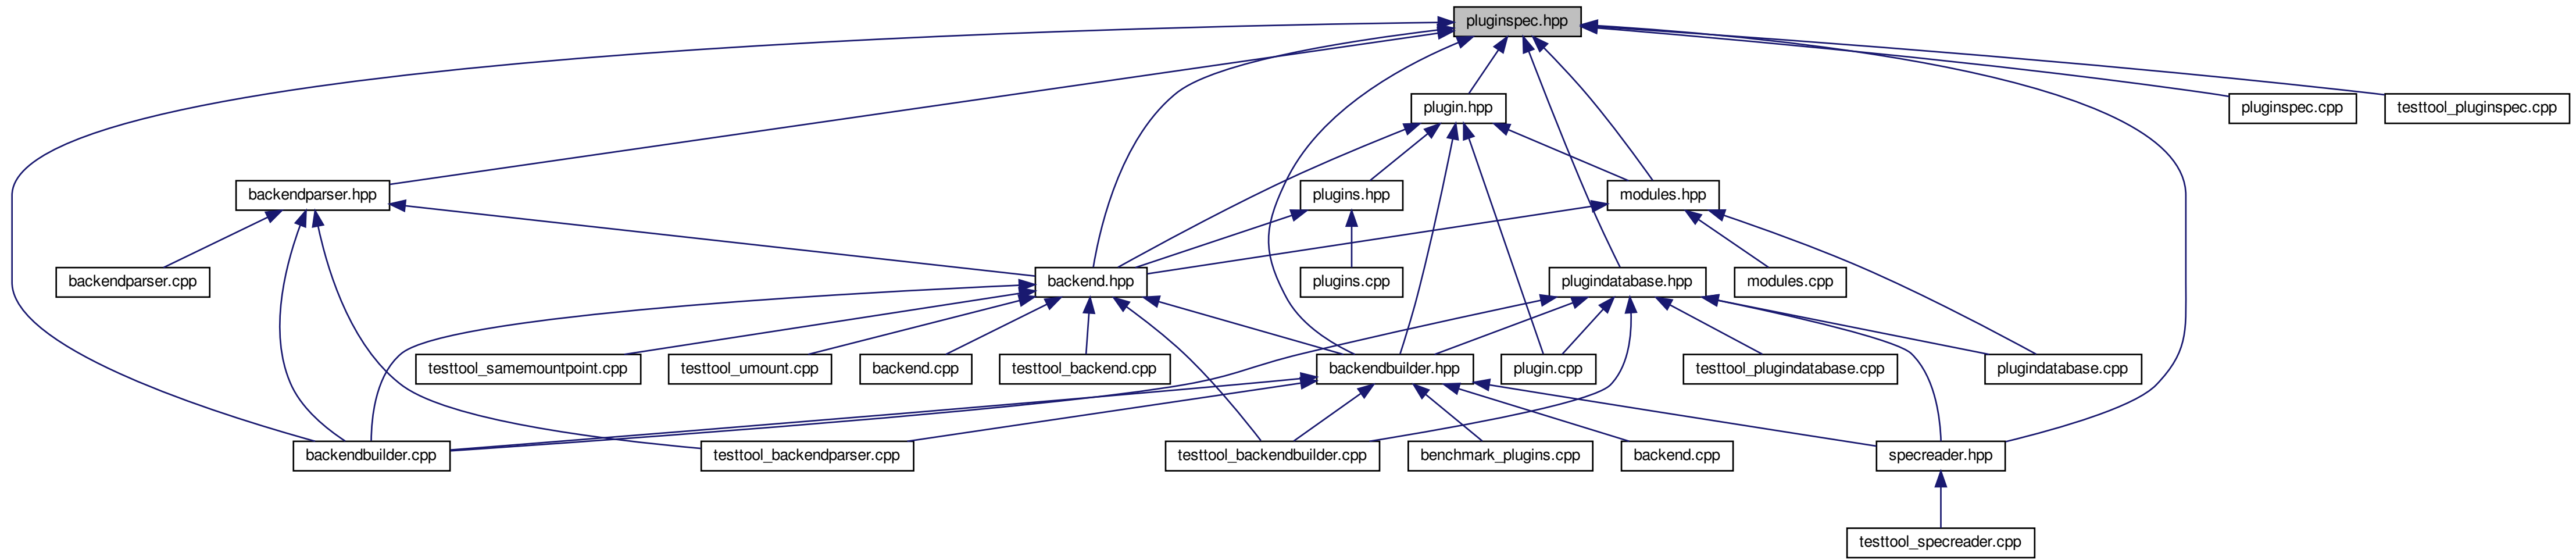 pluginspec.hpp
plugin.hpp
pluginspec.cpp
testtool_pluginspec.cpp
backendparser.hpp
plugins.hpp
modules.hpp
backendparser.cpp
backend.hpp
plugins.cpp
plugindatabase.hpp
modules.cpp
testtool_samemountpoint.cpp
testtool_umount.cpp
backend.cpp
testtool_backend.cpp
backendbuilder.hpp
plugin.cpp
testtool_plugindatabase.cpp
plugindatabase.cpp
backendbuilder.cpp
testtool_backendparser.cpp
testtool_backendbuilder.cpp
benchmark_plugins.cpp
backend.cpp
specreader.hpp
testtool_specreader.cpp